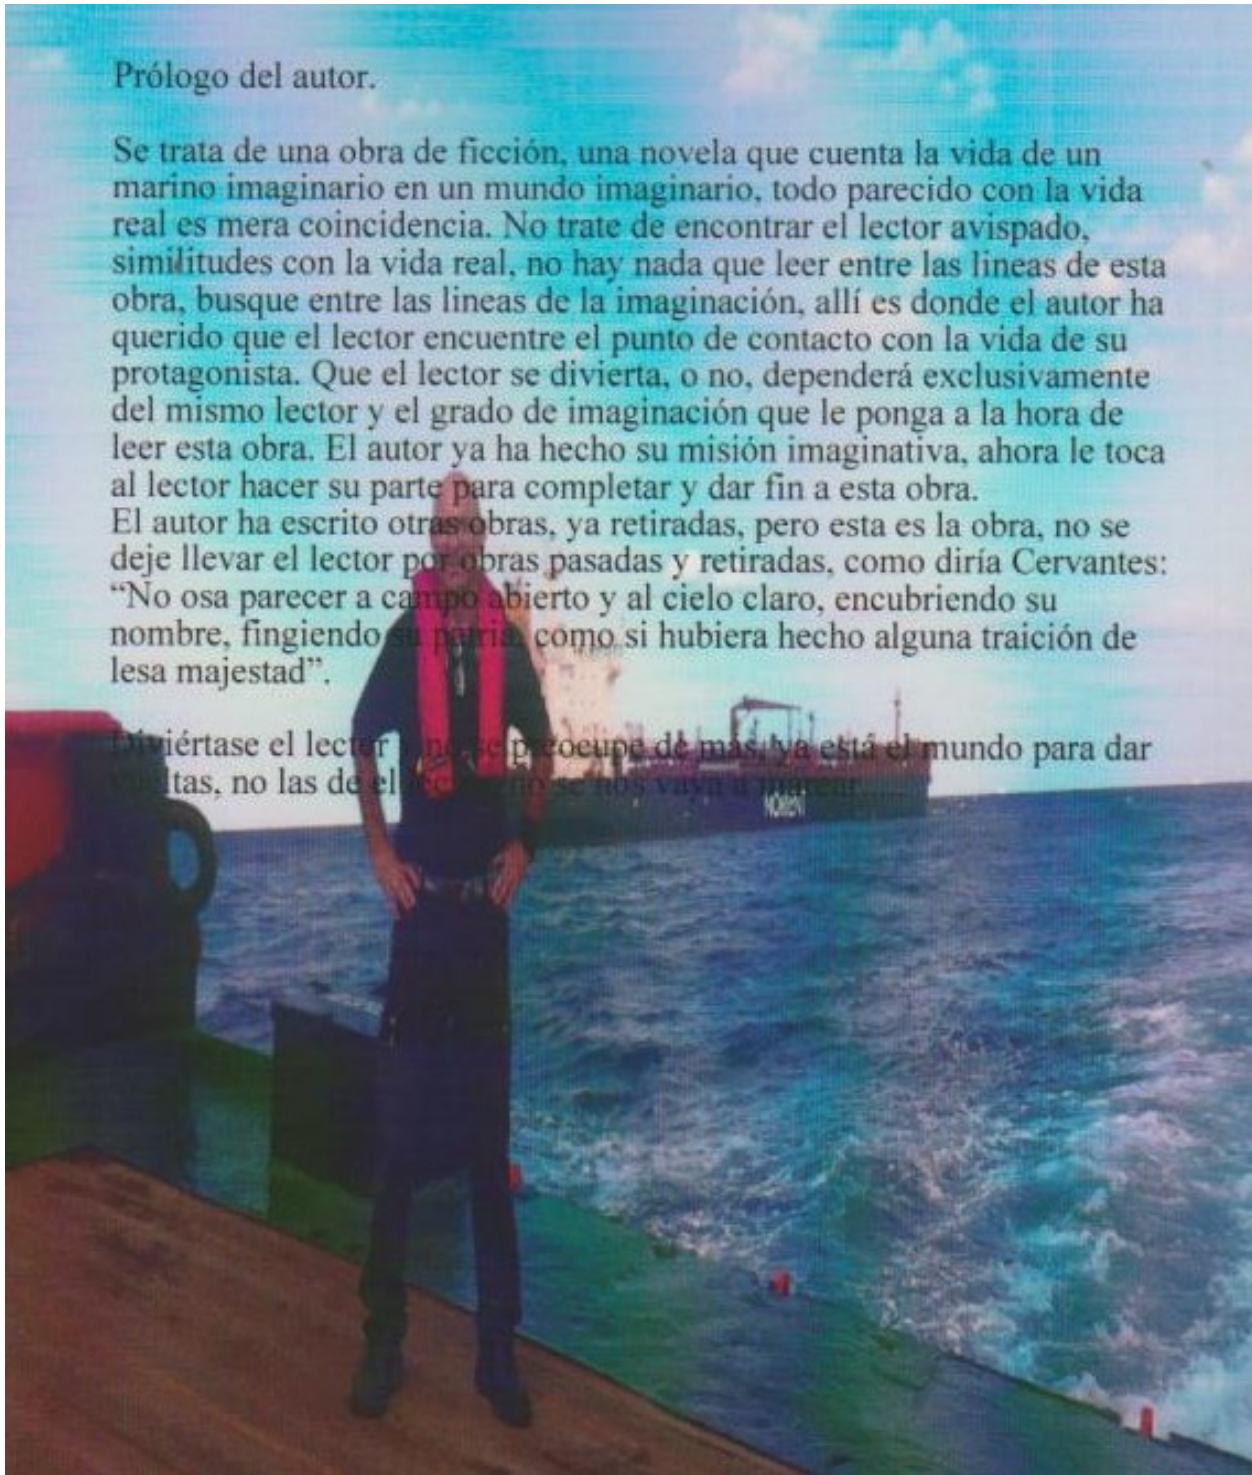 Prólogo del autor.
Se trata de una obra de ficción, una novela que cuenta la vida de un
marino imaginario en un mundo imaginario, todo parecido con la vida
real es mera coincidencia. No trate de encontrar el lector avispado,
similitudes con la vida real, no hay nada que leer entre las lineas de esta
obra, busque entre las lineas de la imaginación, allí es donde el autor ha
querido que el lector encuentre el punto de contacto con la vida de su
protagonista. Que el lector se divierta, o no, dependerá exclusivamente
del mismo lector y el grado de imaginación que le ponga a la hora de
leer esta obra. El autor ya ha hecho su misión imaginativa, ahora le toca
al lector hacer su parte para completar y dar fin a esta obra.
El autor ha escrito otras obras, ya retiradas, pero esta es la obra, no se
deje llevar el lector por obras pasadas y retiradas, como diría Cervantes:
“No osa parecer a campo abierto y al cielo claro, encubriendo su
nombre, fingiendo su patria, como si hubiera hecho alguna traición de
lesa majestad”.
Diviértase el lector y no se preocupe de mas, ya está el mundo para dar
vueltas, no las de el no se nos vaya a marear